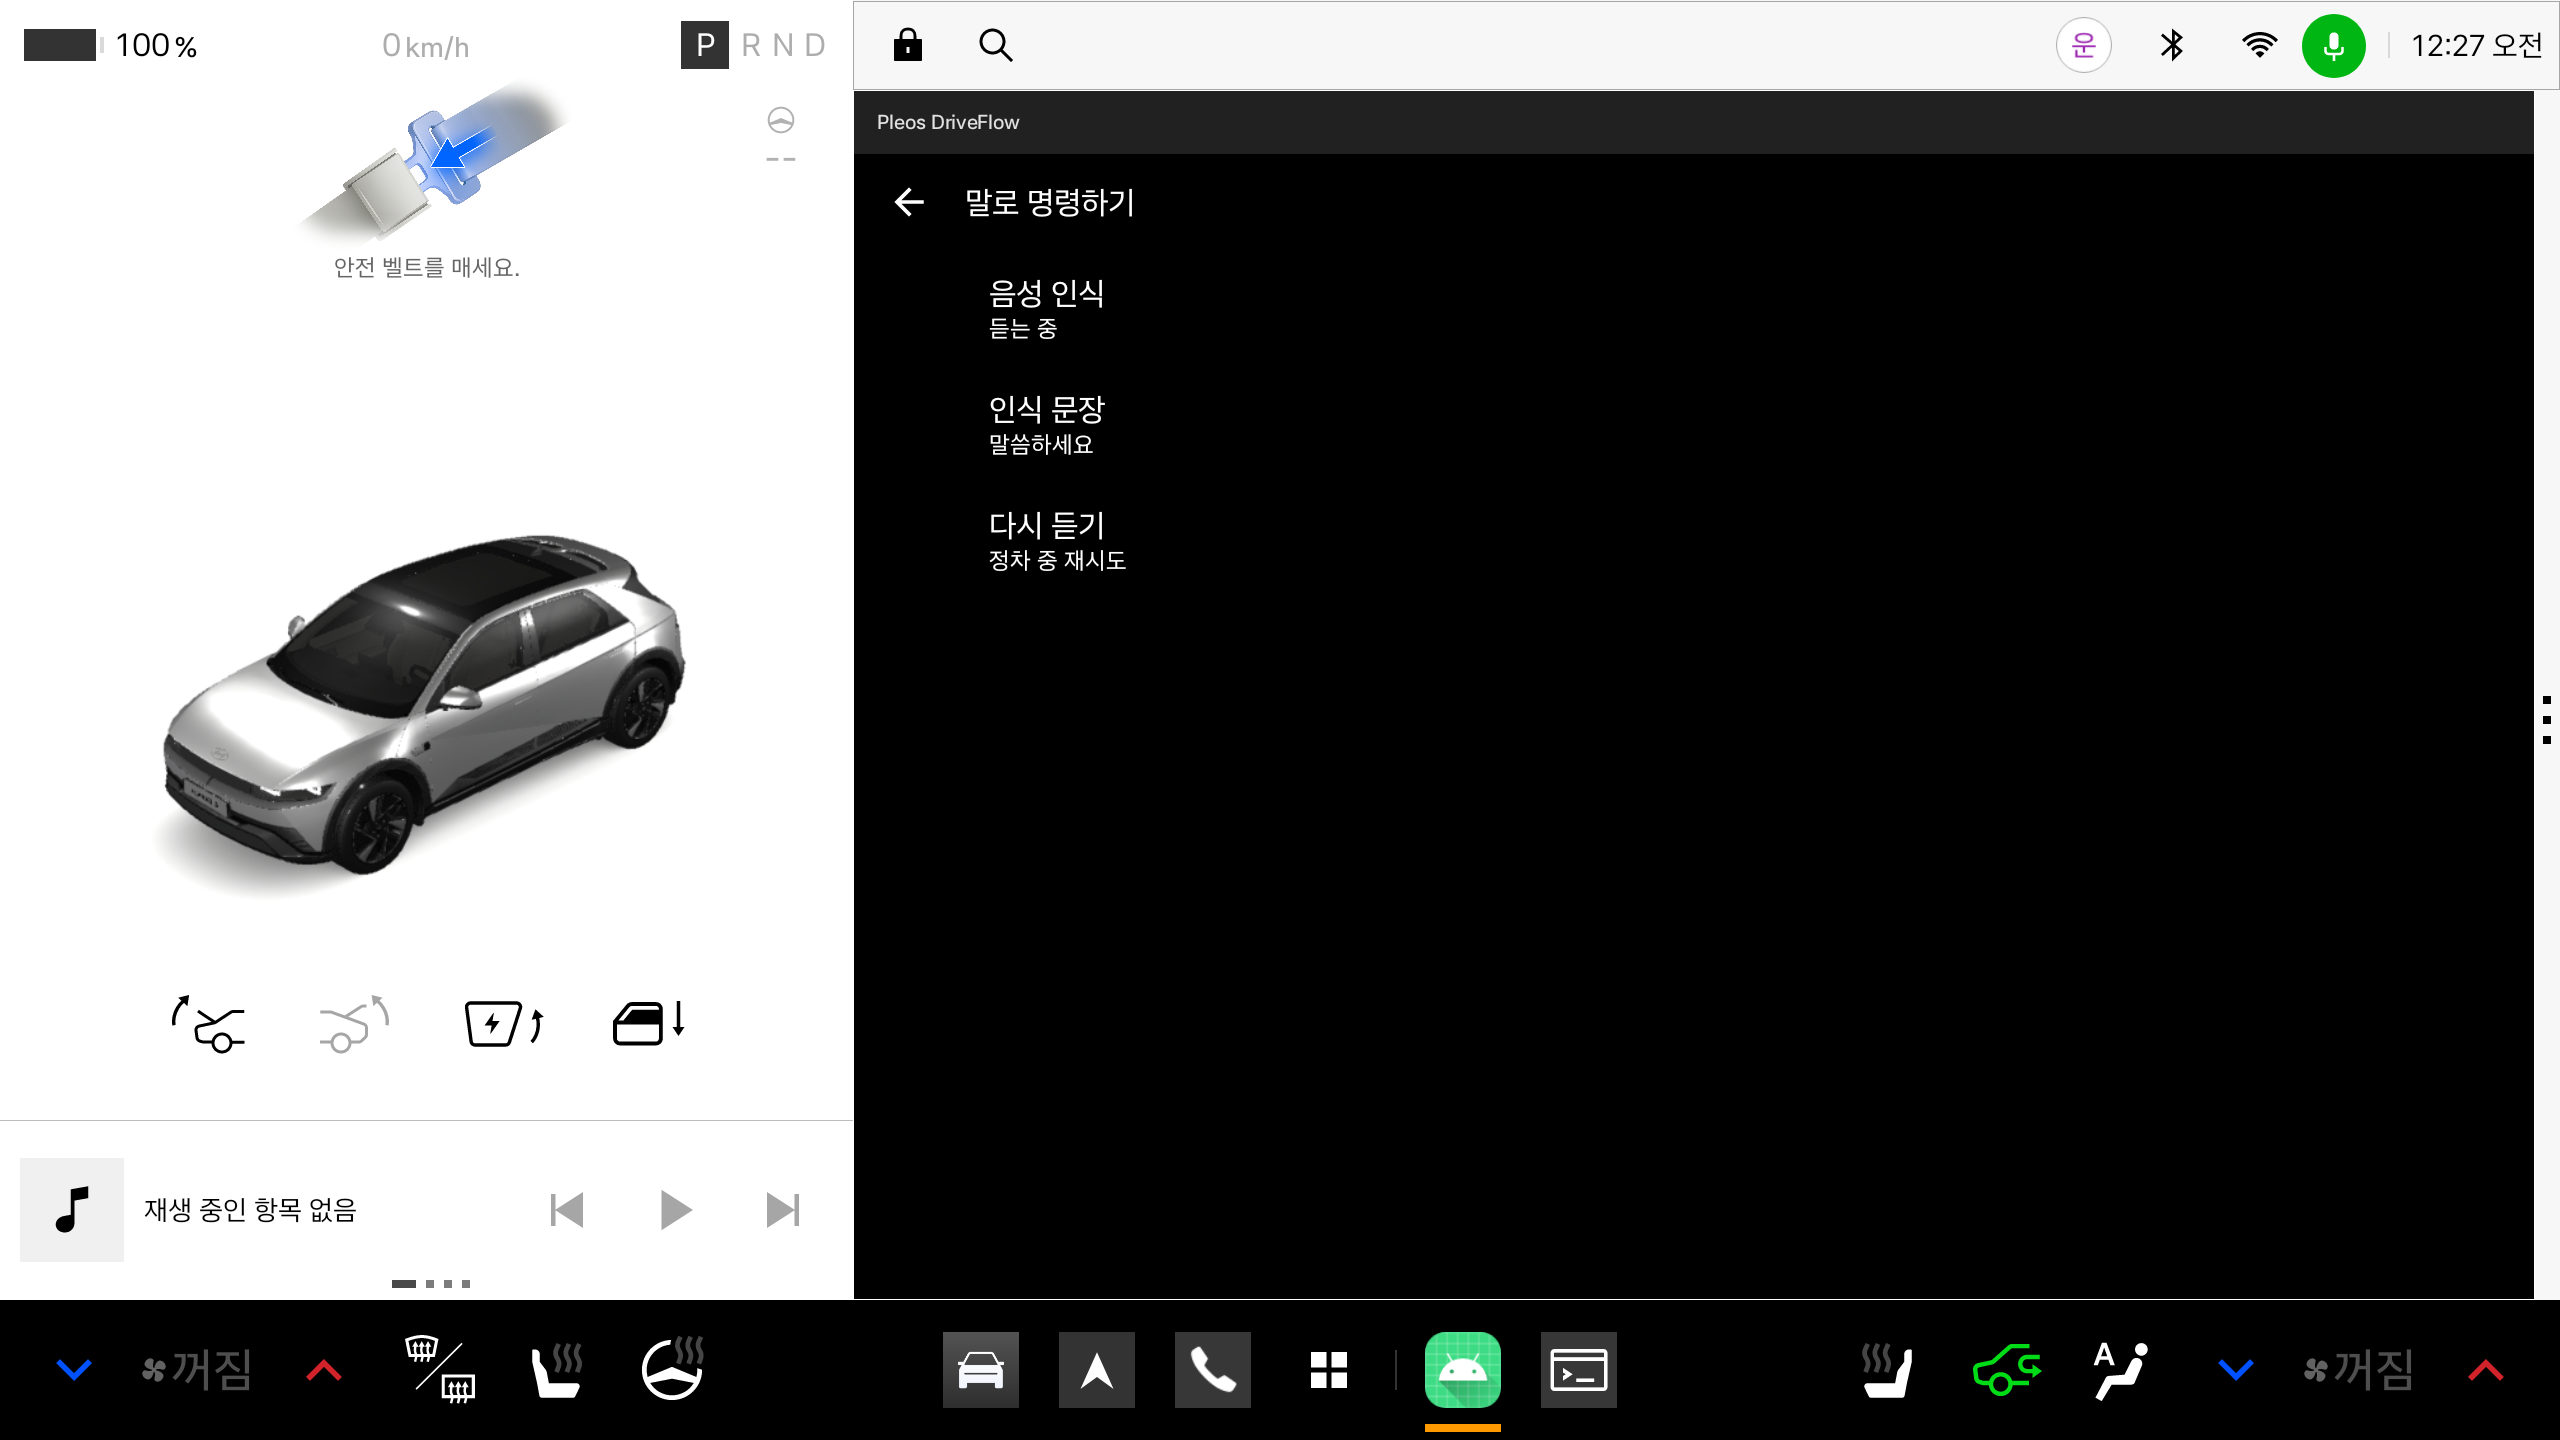 100%
0 km/h
P R N D
안전 벨트를 매세요.
재생 중인 항목 없음
운
12:27 오전
Pleos DriveFlow
말로 명령하기
음성 인식
듣는 중
인식 문장
말씀하세요
다시 듣기
정차 중 재시도
꺼짐
A
꺼짐